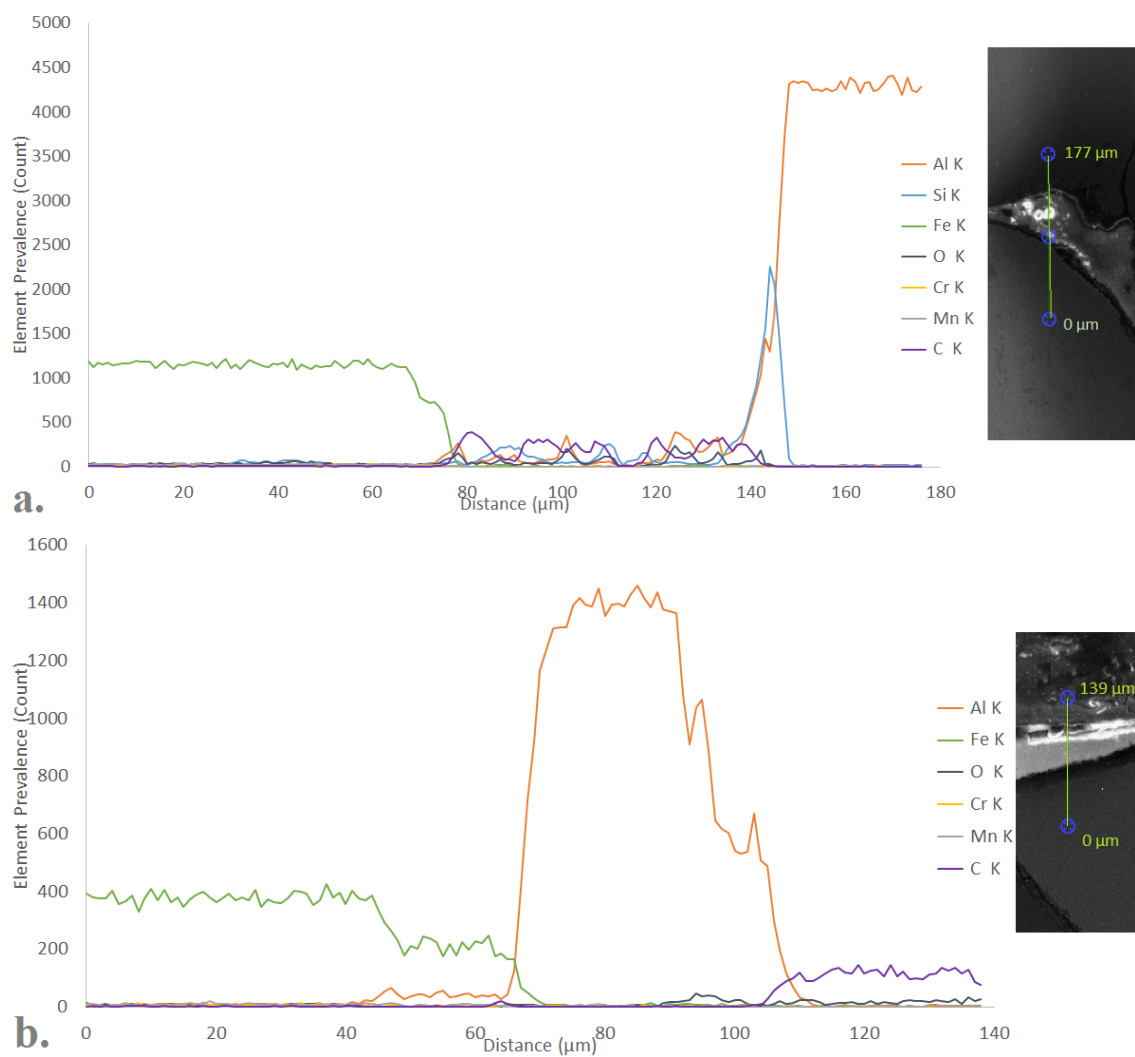 5000
4500
4000
3500
3000
2500
2000
1500
1000
500
0
Element Prevalence (Count)
0 20 40 60 80 100 120 140 160 180
Distance (µm)
Al K
Si K
Fe K
O K
Cr K
Mn K
C K
177 µm
0 µm
a.
1600
1400
1200
1000
800
600
400
200
0
Element Prevalence (Count)
0 20 40 60 80 100 120 140
Distance (µm)
Al K
Fe K
O K
Cr K
Mn K
C K
139 µm
0 µm
b.